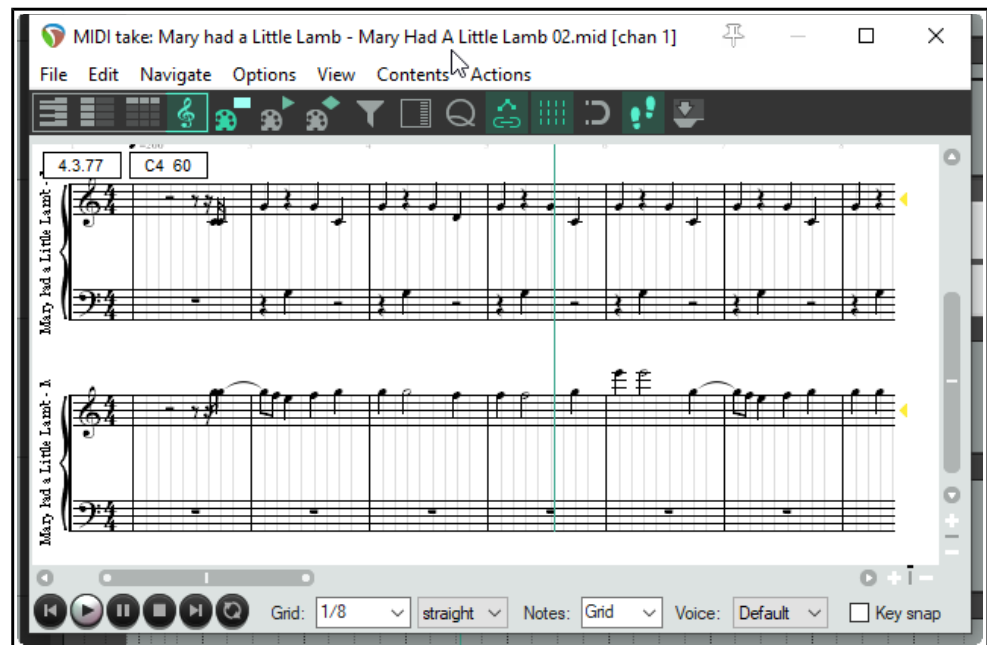 MIDI take: Mary had a Little Lamb - Mary Had A Little Lamb 02.mid [chan 1]
File Edit Navigate Options View Contents Actions
4.3.77 C4 60
Mary had a Little Lamb -
Mary had a Little Lamb -
Grid: 1/8 straight Notes: Grid Voice: Default Key snap